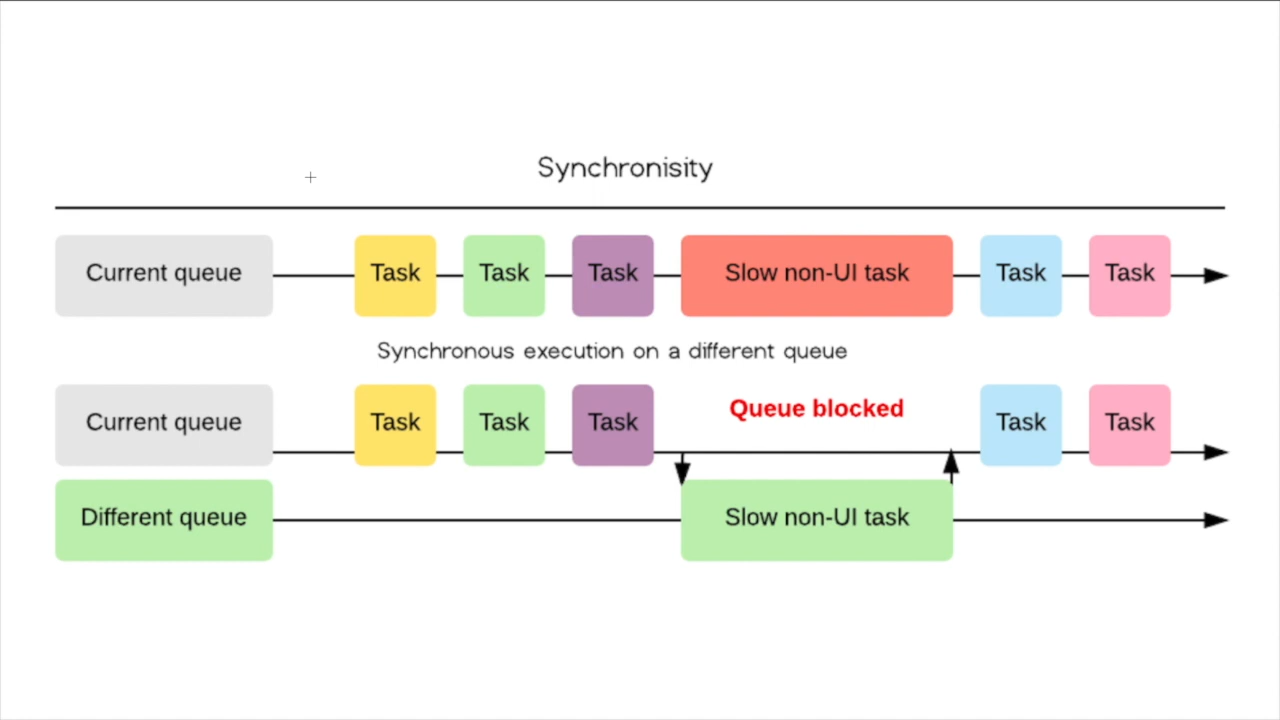 Synchronisity
Current queue Task Task Task Slow non-UI task Task Task
Synchronous execution on a different queue
Current queue Task Task Task Queue blocked Task Task
Different queue Slow non-UI task